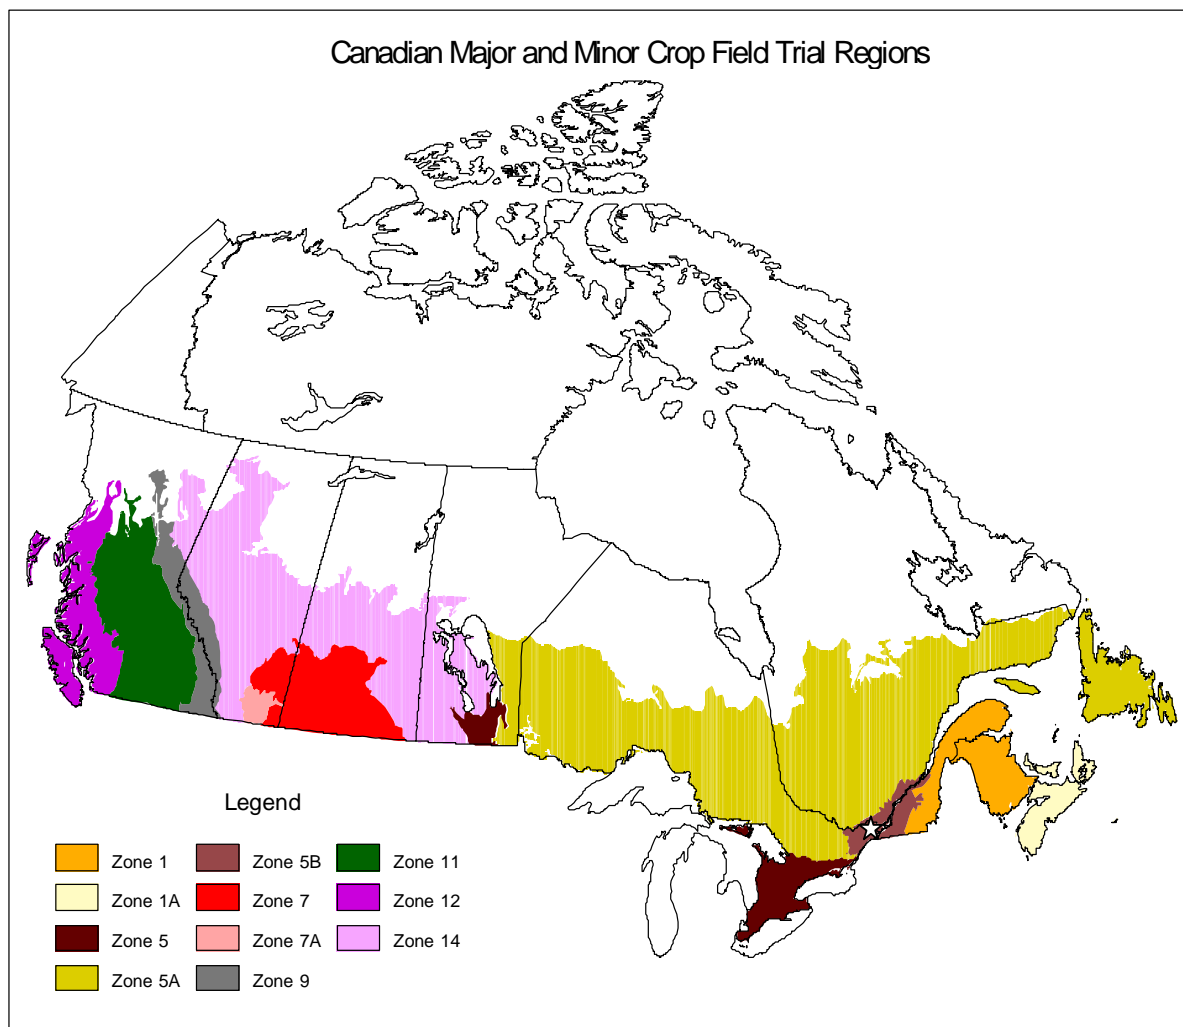 Canadian Major and Minor Crop Field Trial Regions
Legend
Zone 1
Zone 5B
Zone 11
Zone 1A
Zone 7
Zone 12
Zone 5
Zone 7A
Zone 14
Zone 5A
Zone 9